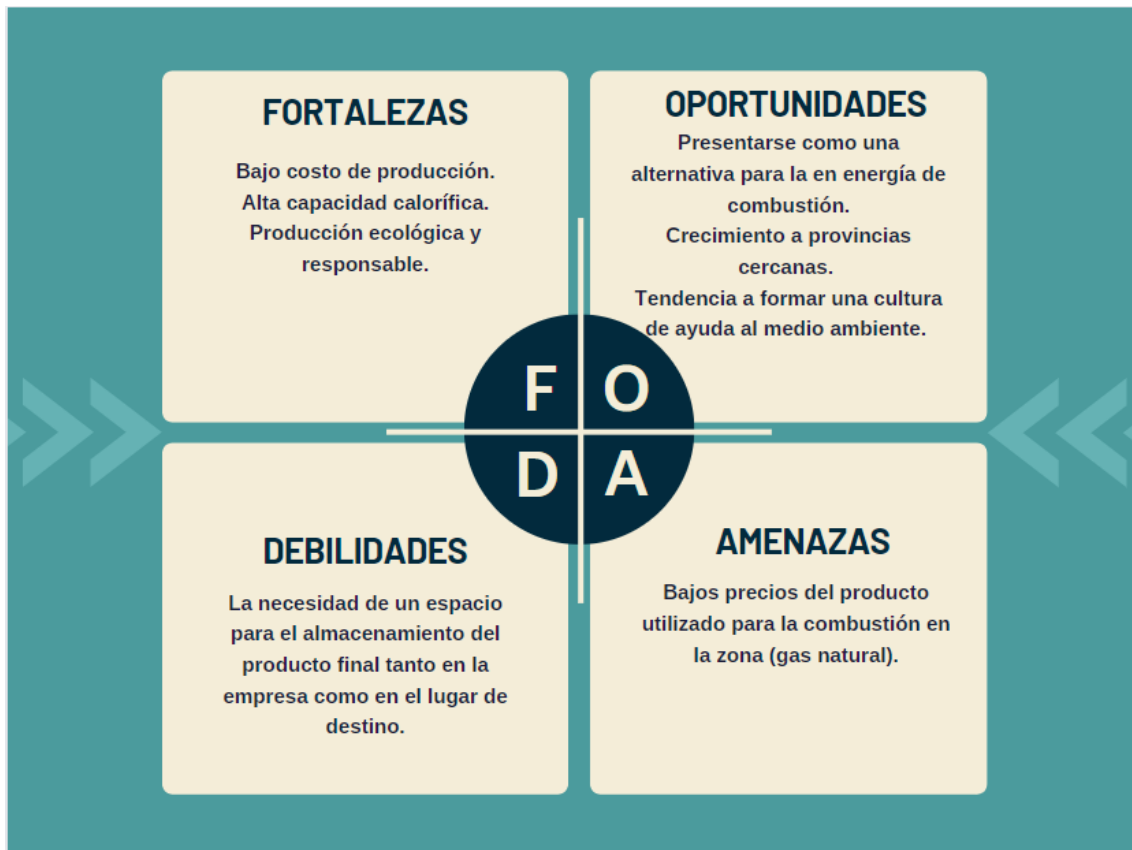 FORTALEZAS
Bajo costo de producción.
Alta capacidad calorífica.
Producción ecológica y
responsable.
OPORTUNIDADES
Presentarse como una
alternativa para la en energía de
combustión.
Crecimiento a provincias
cercanas.
Tendencia a formar una cultura
de ayuda al medio ambiente.
F O
D A
DEBILIDADES
La necesidad de un espacio
para el almacenamiento del
producto final tanto en la
empresa como en el lugar de
destino.
AMENAZAS
Bajos precios del producto
utilizado para la combustión en
la zona (gas natural).